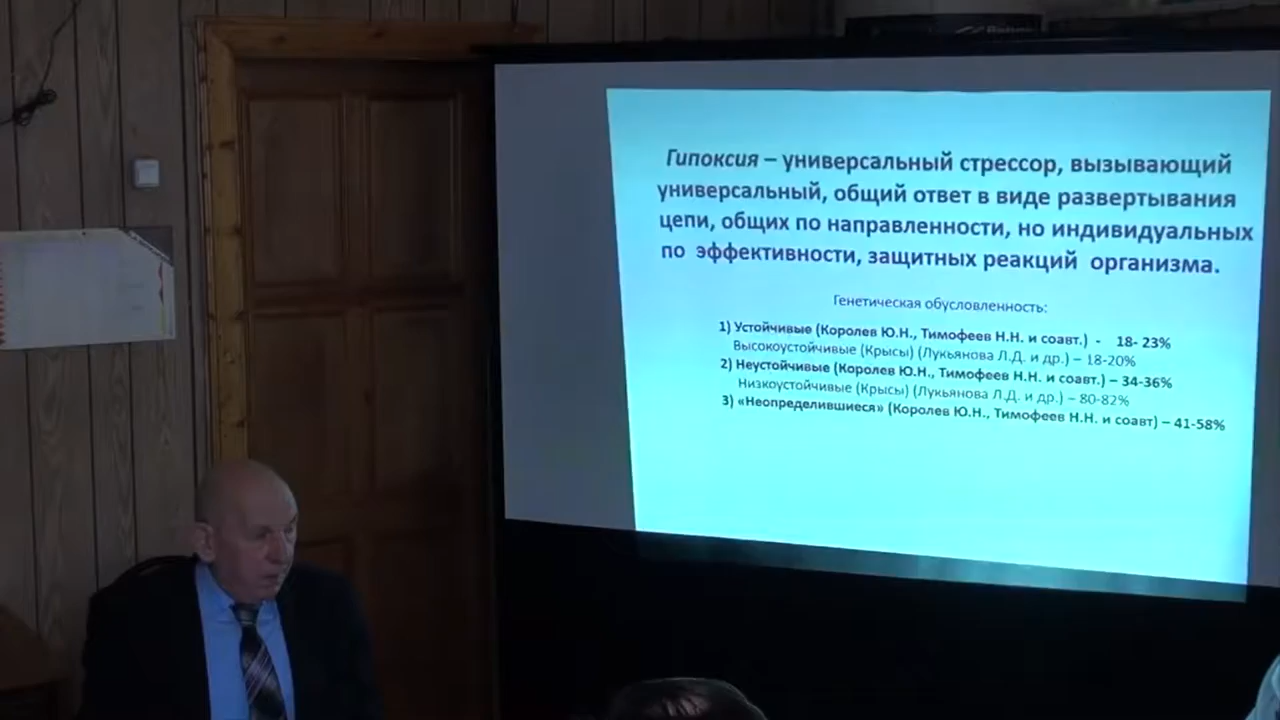 Гипоксия – универсальный стрессор, вызывающий
универсальный, общий ответ в виде развертывания
цепи, общих по направленности, но индивидуальных
по эффективности, защитных реакций организма.
Генетическая обусловленность:
1) Устойчивые (Королев Ю.Н., Тимофеев Н.Н. и соавт.) - 18- 23%
Высокоустойчивые (Крысы) (Лукьянова Л.Д. и др.) – 18-20%
2) Неустойчивые (Королев Ю.Н., Тимофеев Н.Н. и соавт.) – 34-36%
Низкоустойчивые (Крысы) (Лукьянова Л.Д. и др.) – 80-82%
3) «Неопределившиеся» (Королев Ю.Н., Тимофеев Н.Н. и соавт) – 41-58%